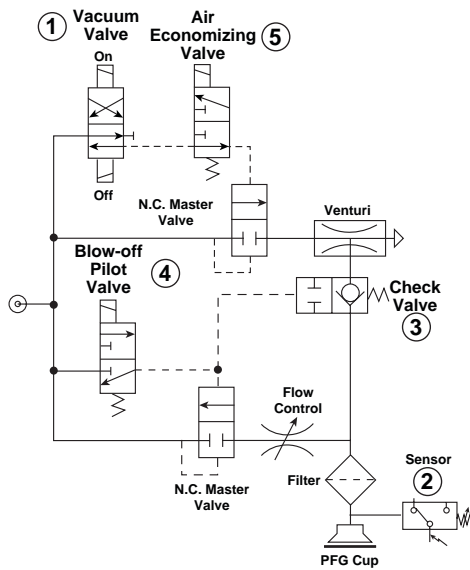 1
Vacuum
Valve
Air
Economizing
Valve
5
On
Off
N.C. Master
Valve
Venturi
Blow-off
Pilot
Valve
4
Check
Valve
3
Flow
Control
N.C. Master
Valve
Filter
Sensor
2
PFG Cup